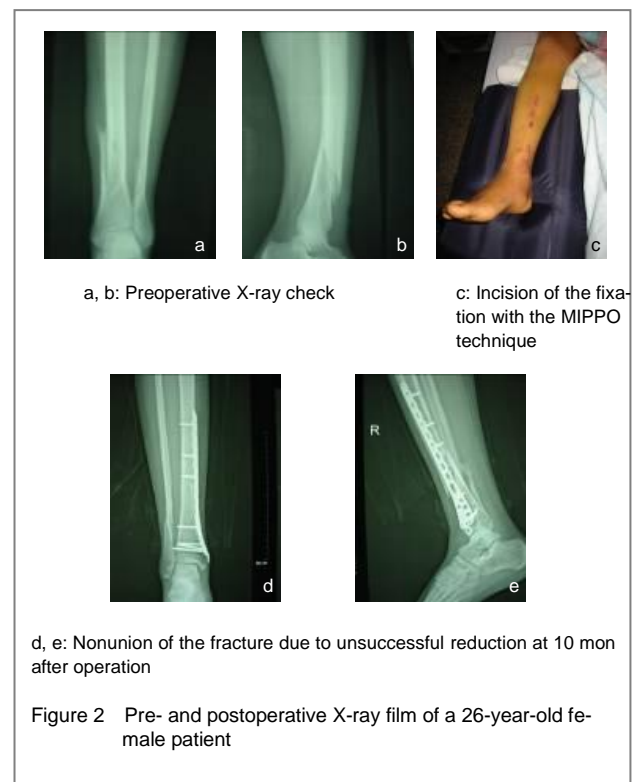 a
b
c
a, b: Preoperative X-ray check
c: Incision of the fixa-
tion with the MIPPO
technique
R
d
e
d, e: Nonunion of the fracture due to unsuccessful reduction at 10 mon
after operation
Figure 2 Pre- and postoperative X-ray film of a 26-year-old fe-
male patient